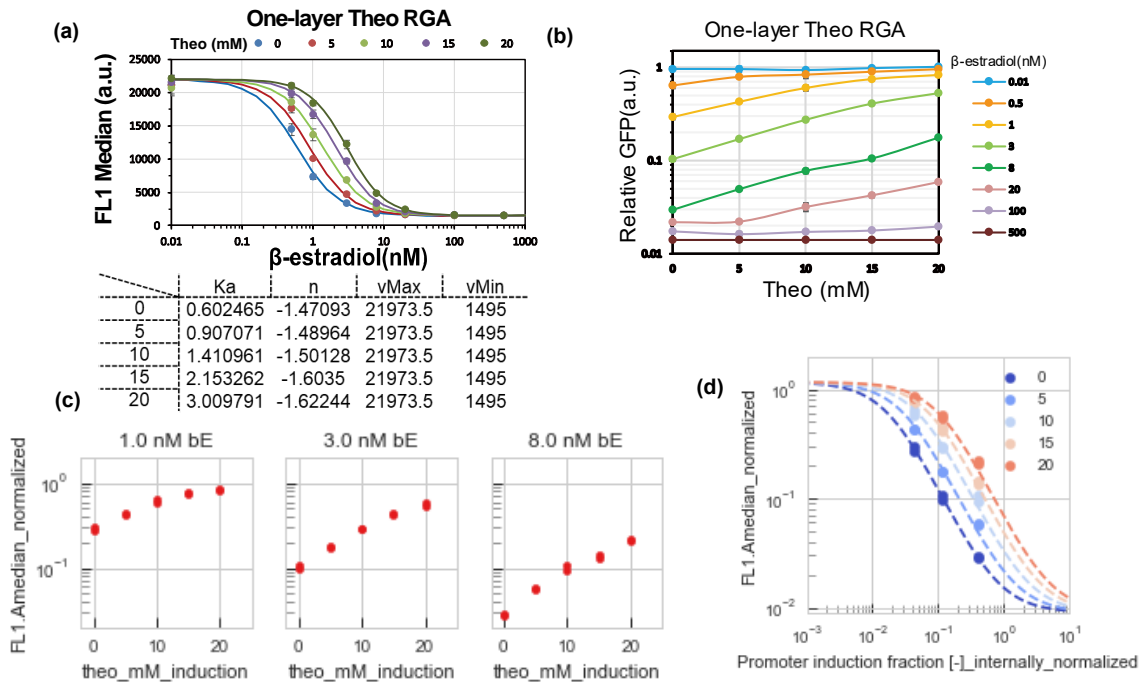 (a)
One-layer Theo RGA
Theo (mM) 0 5 10 15 20
FL1 Median (a.u.)
25000
20000
15000
10000
5000
0
0.01 0.1 1.0 10 100 1000
β-estradiol(nM)
Ka n vMax vMin
0 0.602465 -1.47093 21973.5 1495
5 0.907071 -1.48964 21973.5 1495
10 1.410961 -1.50128 21973.5 1495
15 2.153262 -1.6035 21973.5 1495
20 3.009791 -1.62244 21973.5 1495
(b)
One-layer Theo RGA
Relative GFP(a.u.)
1
0.1
0.01
0 5 10 15 20
Theo (mM)
β-estradiol(nM)
0.01
0.5
1
3
8
20
100
500
(c)
1.0 nM bE 3.0 nM bE 8.0 nM bE
FL1.Amedian_normalized
10⁰
10⁻¹
0 10 20 0 10 20 0 10 20
theo_mM_induction theo_mM_induction theo_mM_induction
(d)
FL1.Amedian_normalized
10⁰
10⁻¹
10⁻²
0
5
10
15
20
10⁻³ 10⁻² 10⁻¹ 10⁰ 10¹
Promoter induction fraction [-]_internally_normalized